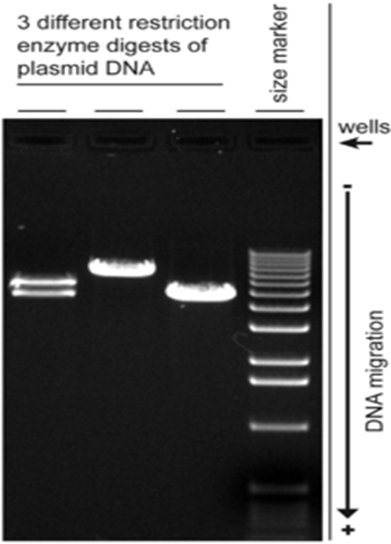 3 different restriction
enzyme digests of
plasmid DNA
size marker
wells
-
DNA migration
+